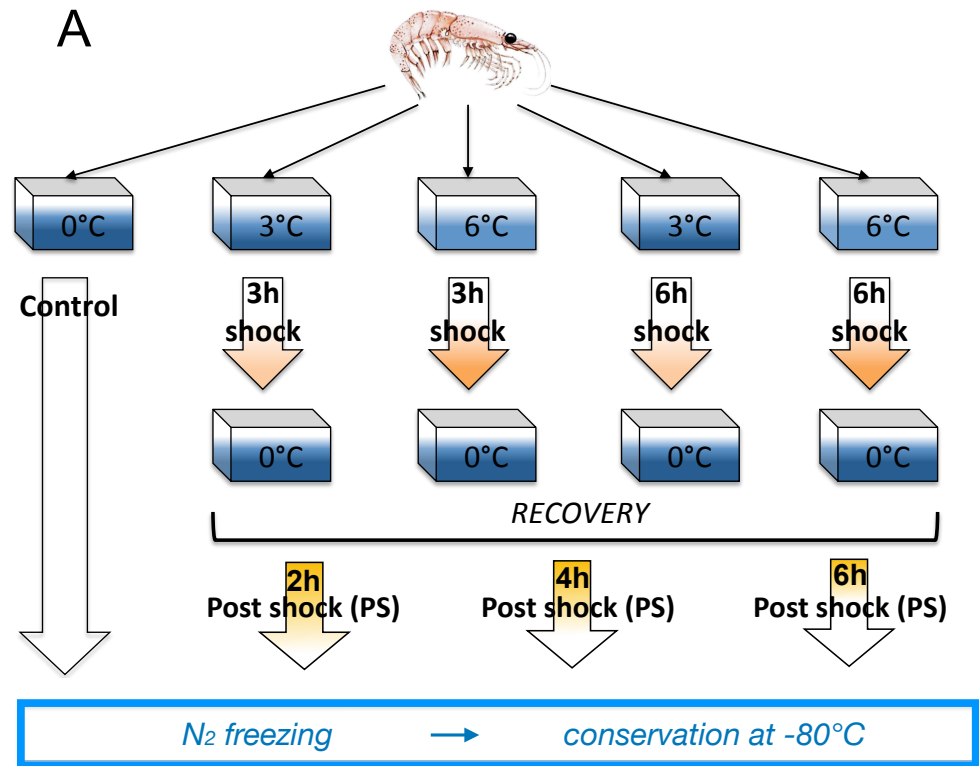 A
0°C 3°C 6°C 3°C 6°C
Control
3h
shock
3h
shock
6h
shock
6h
shock
0°C 0°C 0°C 0°C
RECOVERY
2h
Post shock (PS)
4h
Post shock (PS)
6h
Post shock (PS)
N₂ freezing → conservation at -80°C